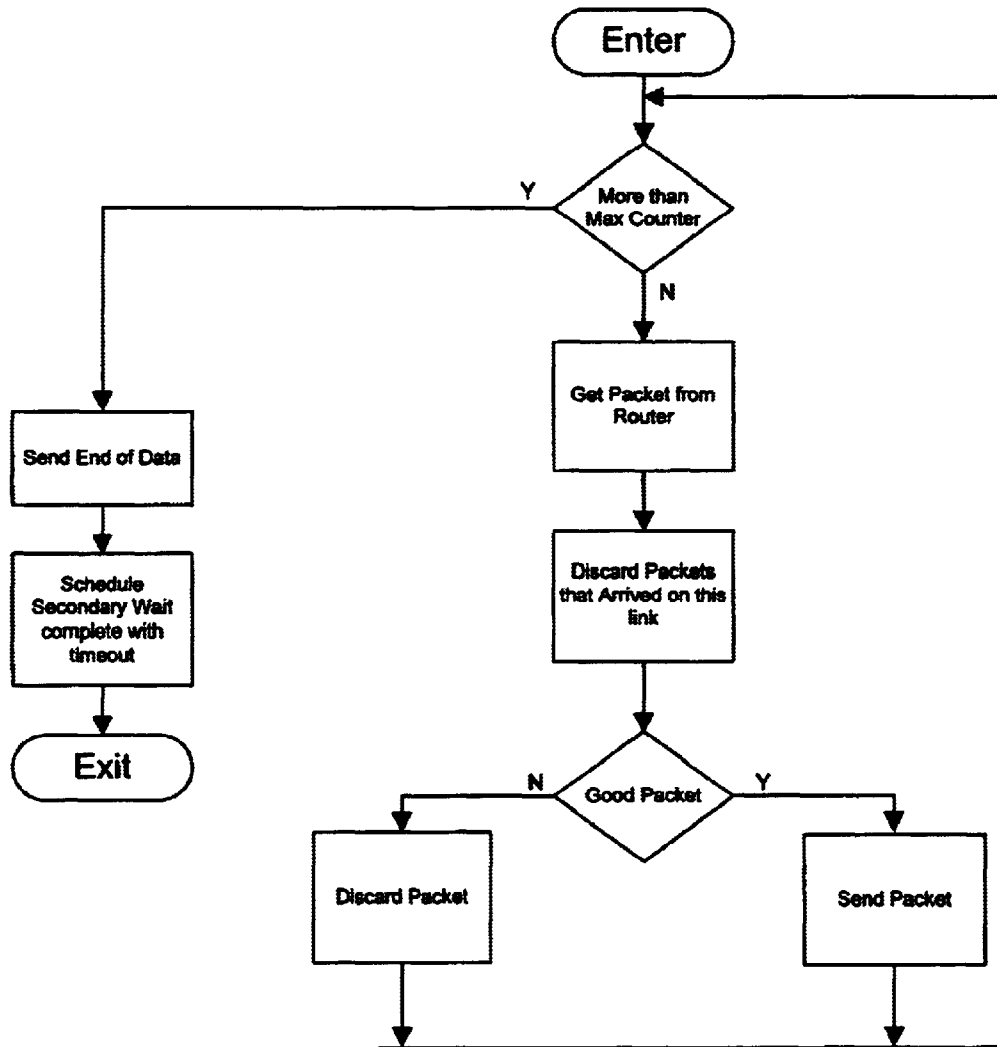 Enter
More than
Max Counter
Y
N
Get Packet from
Router
Send End of Data
Discard Packets
that Arrived on this
link
Schedule
Secondary Wait
complete with
timeout
Exit
Good Packet
N
Y
Discard Packet
Send Packet